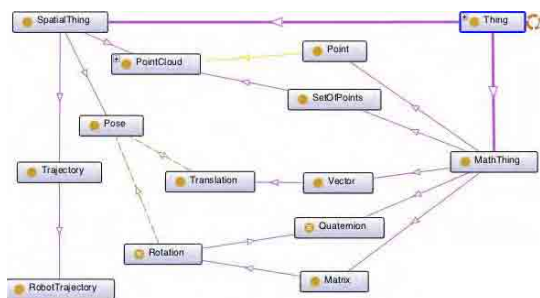 SpatialThing
Thing
Point
PointCloud
SetOfPoints
Pose
MathThing
Trajectory
Translation
Vector
Quaternion
Rotation
Matrix
RobotTrajectory